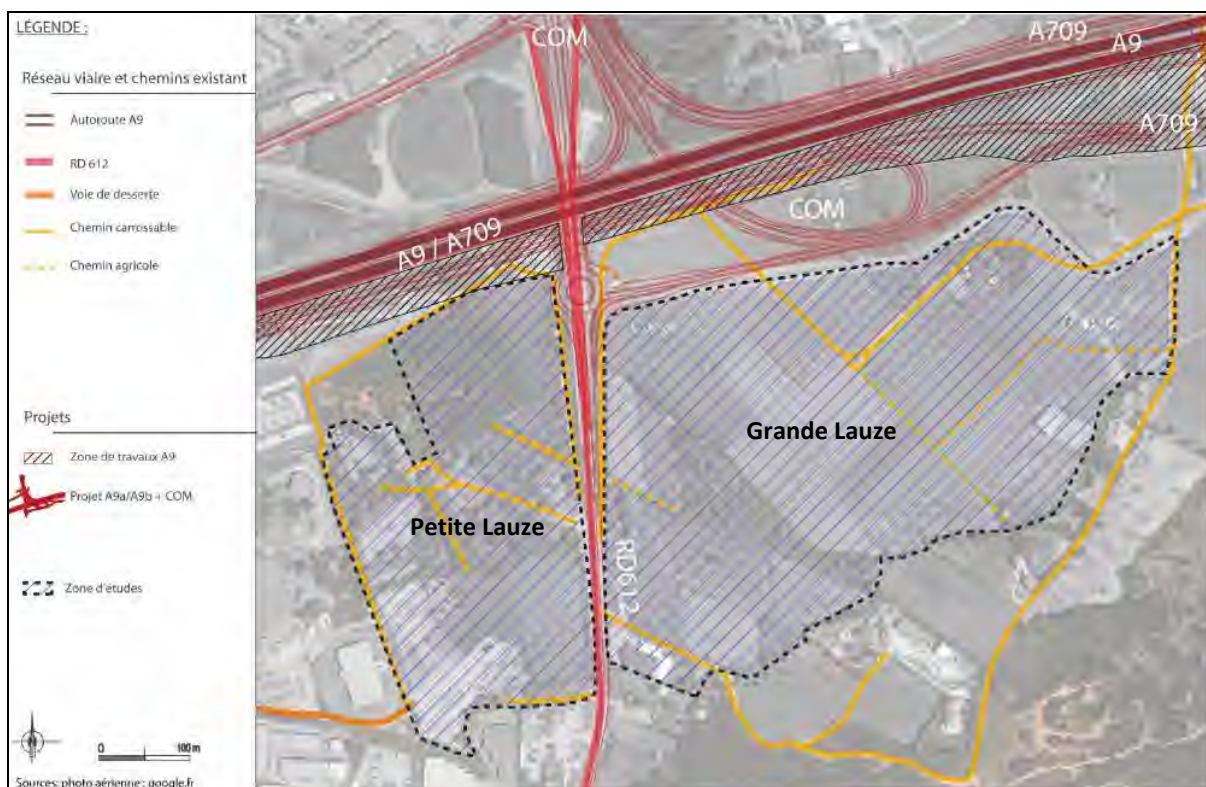 LÉGENDE :
Réseau viaire et chemins existant
Autoroute A9
RD 612
Voie de desserte
Chemin carrossable
Chemin agricole
Projets
Zone de travaux A9
Projet A9a/A9b + COM
Zone d'études
N
0 100 m
Sources: photo aérienne : google.fr
COM
A709
A9
A709
COM
A9 / A709
Grande Lauze
Petite Lauze
RD612